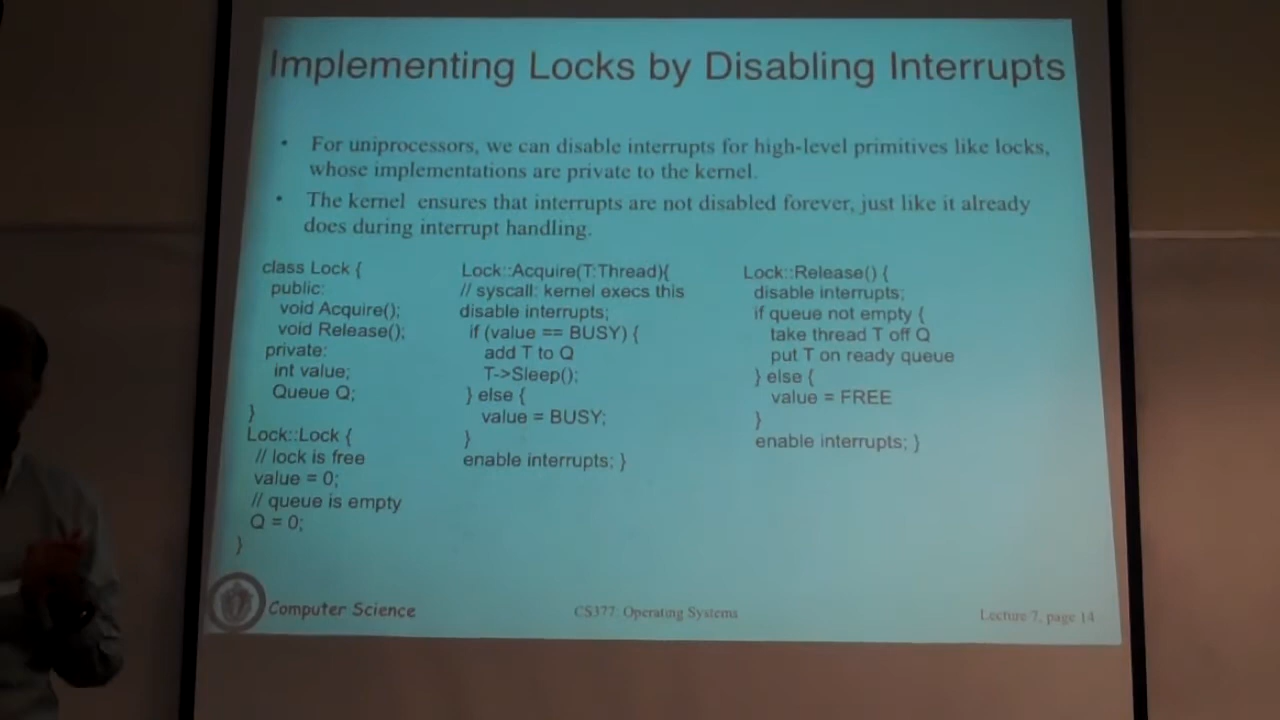 Implementing Locks by Disabling Interrupts
• For uniprocessors, we can disable interrupts for high-level primitives like locks,
whose implementations are private to the kernel.
• The kernel ensures that interrupts are not disabled forever, just like it already
does during interrupt handling.
class Lock {
public:
void Acquire();
void Release();
private:
int value;
Queue Q;
}
Lock::Lock {
// lock is free
value = 0;
// queue is empty
Q = 0;
}
Lock::Acquire(T:Thread){
// syscall: kernel execs this
disable interrupts;
if (value == BUSY) {
add T to Q
T->Sleep();
} else {
value = BUSY;
}
enable interrupts; }
Lock::Release() {
disable interrupts;
if queue not empty {
take thread T off Q
put T on ready queue
} else {
value = FREE
}
enable interrupts; }
Computer Science
CS377: Operating Systems
Lecture 7, page 14